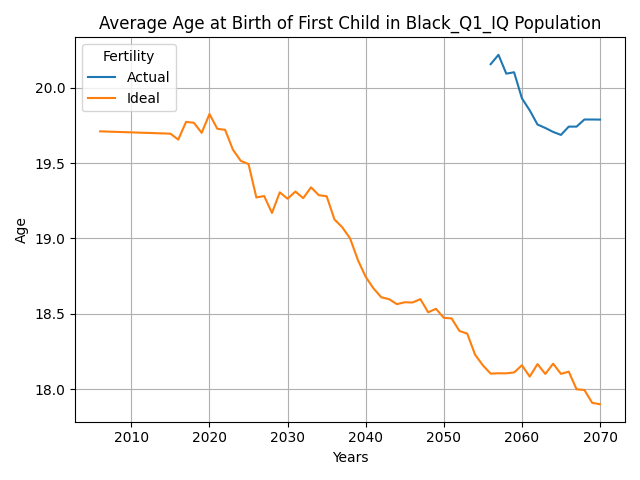 Average Age at Birth of First Child in Black_Q1_IQ Population
Fertility
Actual
Ideal
20.0
19.5
19.0
18.5
18.0
Age
2010 2020 2030 2040 2050 2060 2070
Years